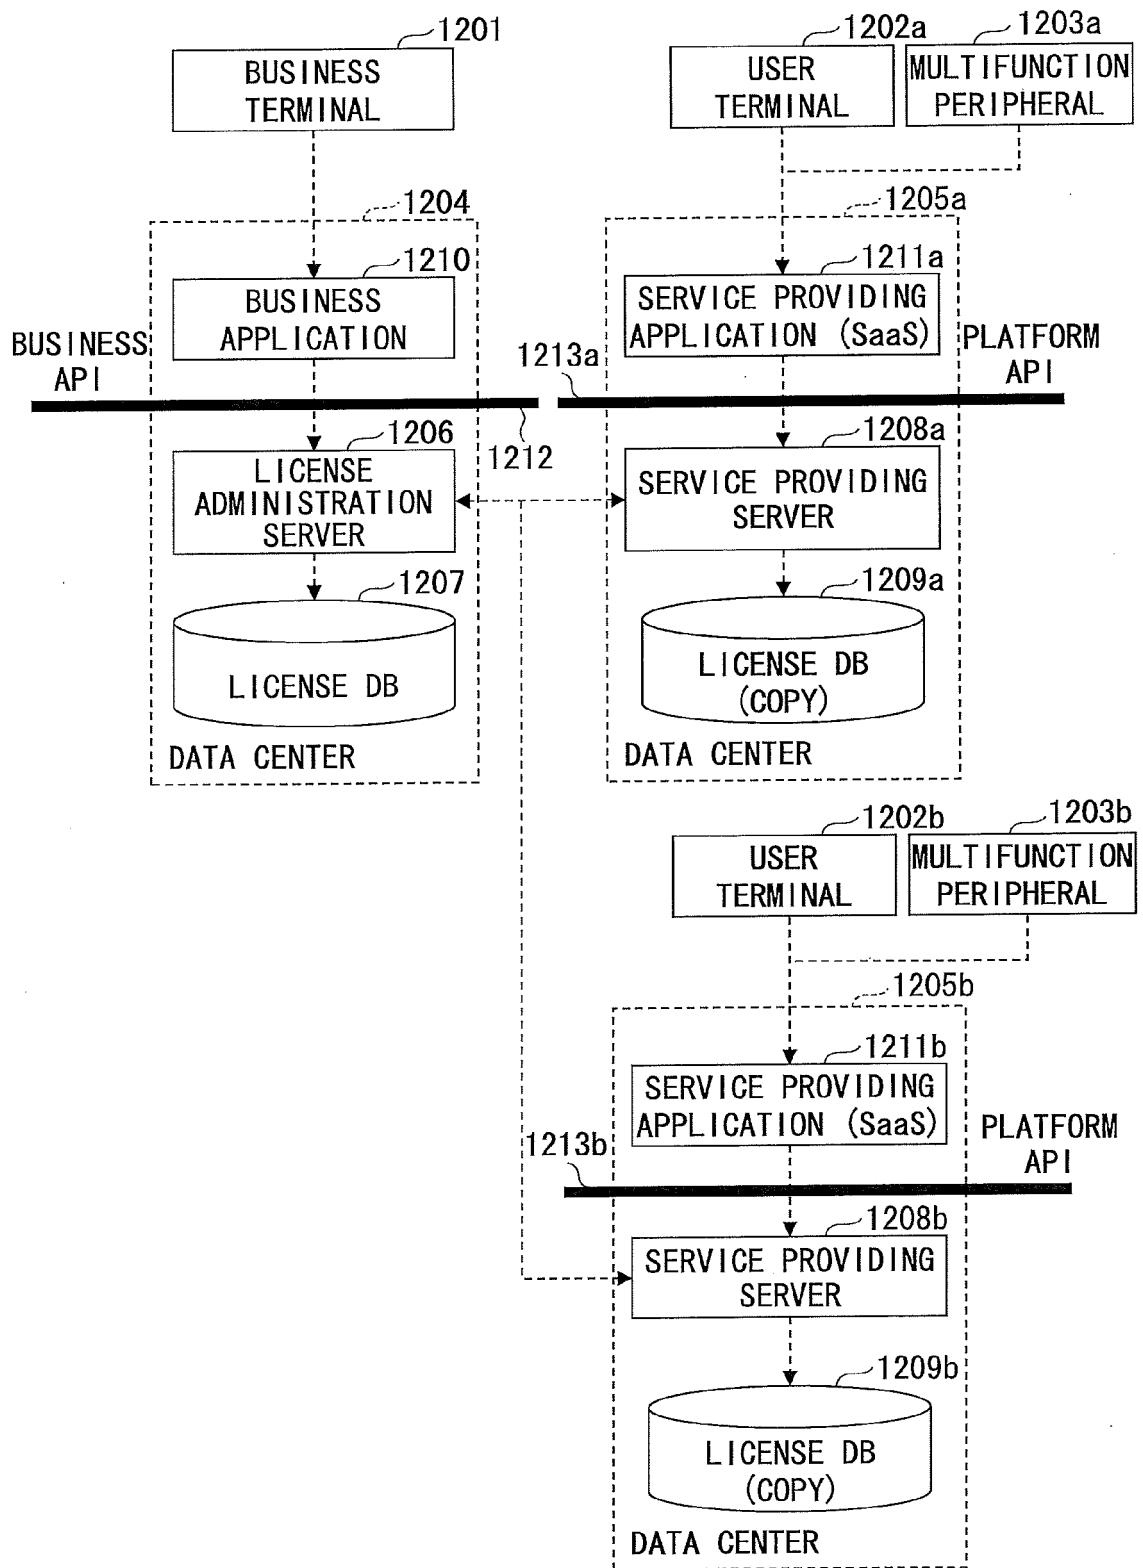 1201
BUSINESS
TERMINAL
1202a
USER
TERMINAL
1203a
MULTIFUNCTION
PERIPHERAL
1204
1210
BUSINESS
APPLICATION
BUSINESS
API
1212
1206
LICENSE
ADMINISTRATION
SERVER
1207
LICENSE DB
DATA CENTER
1205a
1211a
SERVICE PROVIDING
APPLICATION (SaaS)
1213a
PLATFORM
API
1208a
SERVICE PROVIDING
SERVER
1209a
LICENSE DB
(COPY)
DATA CENTER
1202b
USER
TERMINAL
1203b
MULTIFUNCTION
PERIPHERAL
1205b
1211b
SERVICE PROVIDING
APPLICATION (SaaS)
1213b
PLATFORM
API
1208b
SERVICE PROVIDING
SERVER
1209b
LICENSE DB
(COPY)
DATA CENTER